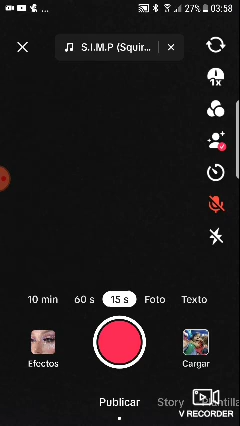 ... 27% 03:58
S.I.M.P (Squir...
1X
10 min 60 s 15 s Foto Texto
Efectos Cargar
Publicar Story
V RECORDER